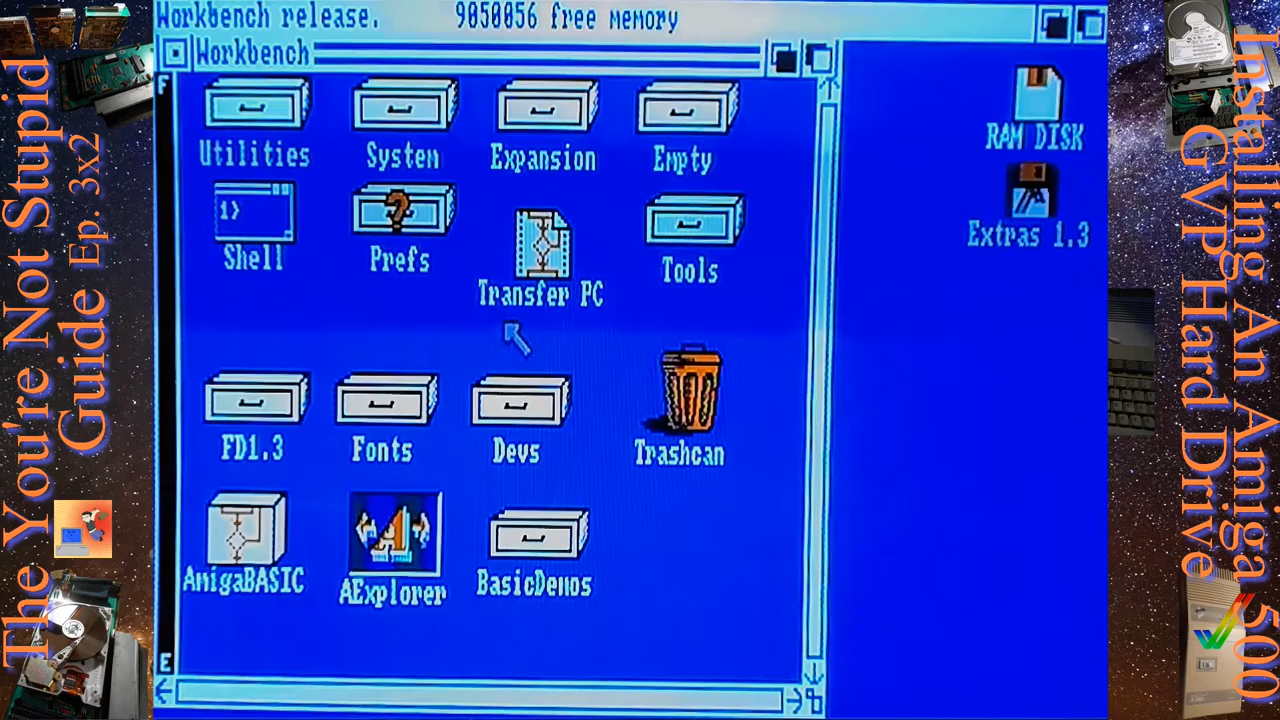 The You're Not Stupid
Guide Ep. 3x2
Workbench release. 9050056 free memory
Workbench
F
Utilities System Expansion Empty
1>
Shell Prefs Transfer PC Tools
FD1.3 Fonts Devs Trashcan
AmigaBASIC AExplorer BasicDemos
E
RAM DISK
Extras 1.3
Installing An Amiga 500
GVP Hard Drive